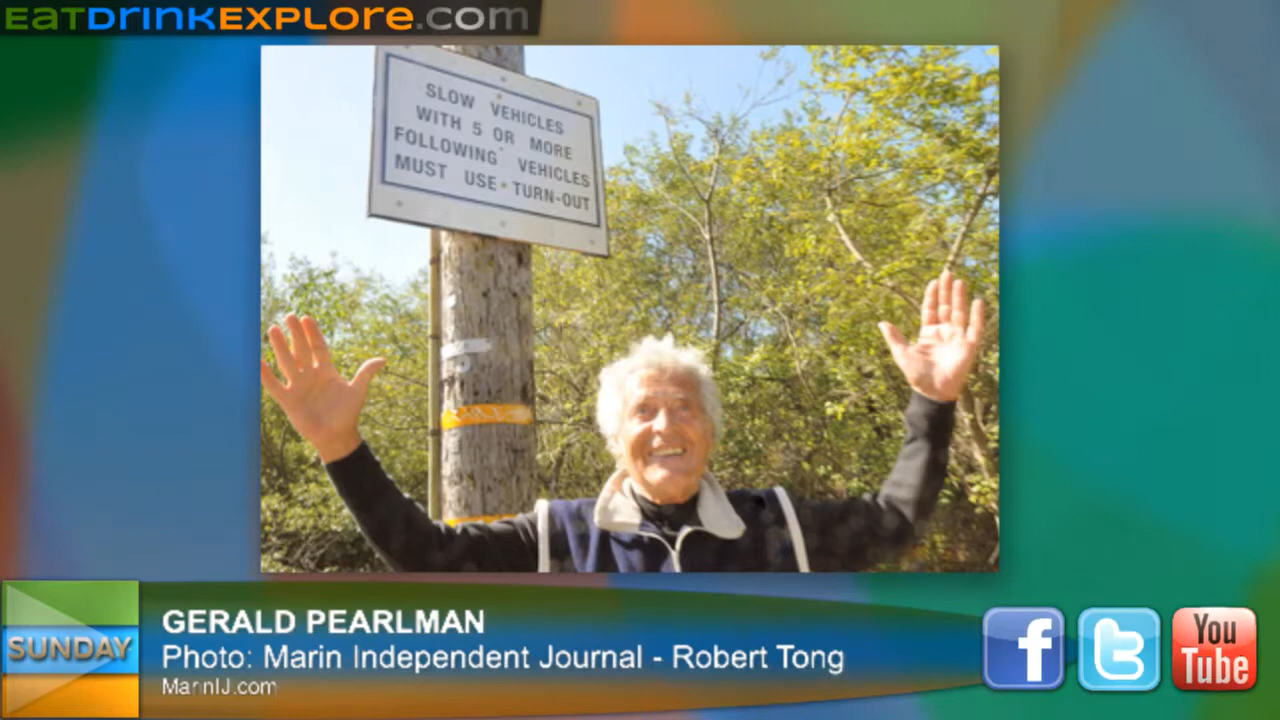 EATDRINKEXPLORE.com
SLOW VEHICLES
WITH 5 OR MORE
FOLLOWING VEHICLES
MUST USE TURN-OUT
SUNDAY
GERALD PEARLMAN
Photo: Marin Independent Journal - Robert Tong
MarinIJ.com
f
t
You
Tube